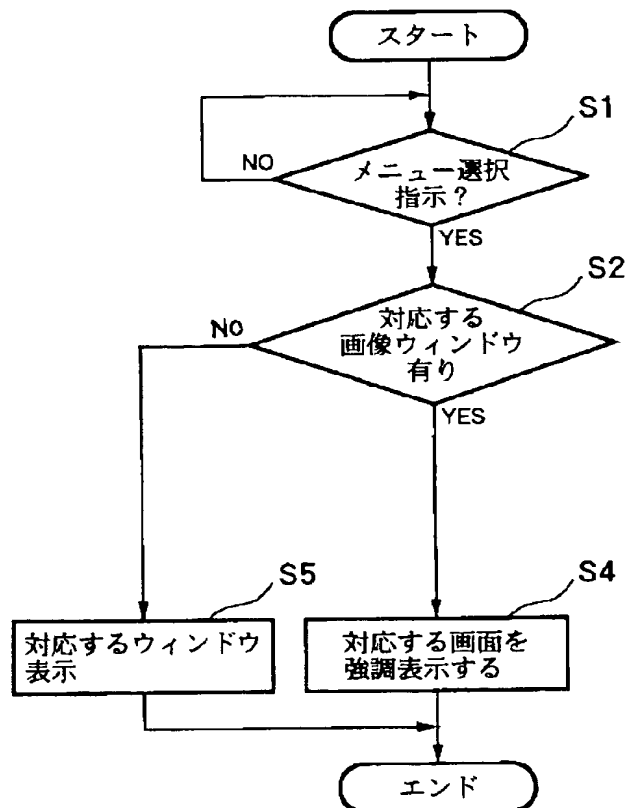 スタート
S1
NO
メニュー選択
指示?
YES
S2
NO
対応する
画像ウィンドウ
有り
YES
S5
S4
対応するウィンドウ
表示
対応する画面を
強調表示する
エンド